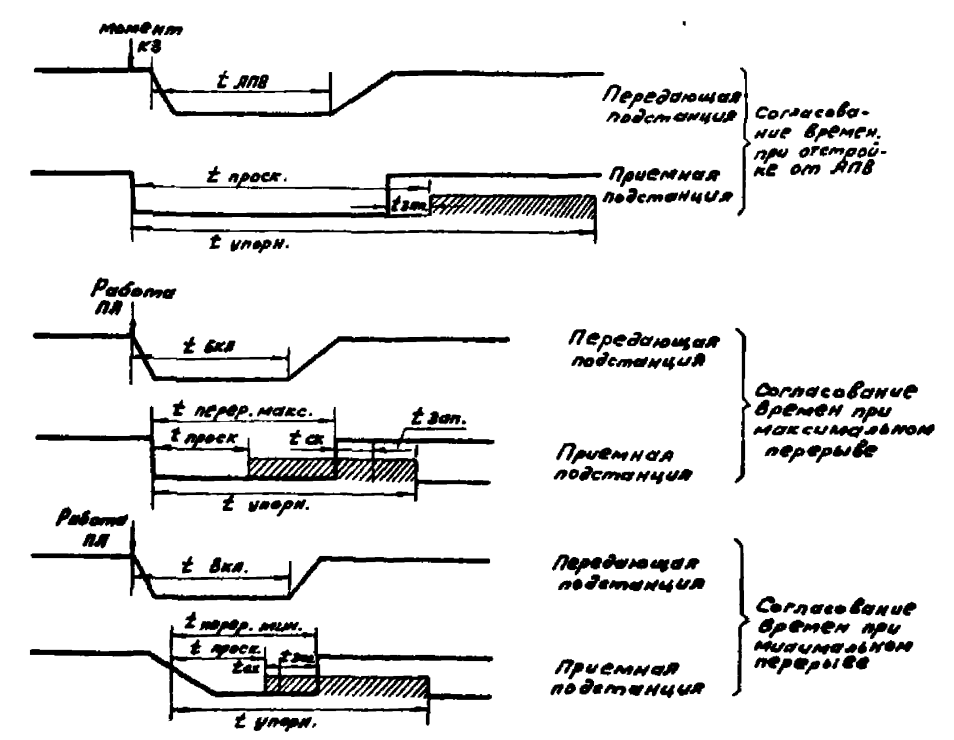 момент
КЗ
t АПВ
Передающая
подстанция
Согласова-
ние времен.
при отстрой-
ке от АПВ
t проск.
Приемная
подстанция
t зап.
t упорн.
Работа
ПА
t вкл
Передающая
подстанция
t перер. макс.
t зап.
t проск
t сх
Приемная
подстанция
t упорн.
Согласование
времен при
максимальном
перерыве
Работа
ПА
t вкл.
Передающая
подстанция
t перер. мин.
t проск.
t сх
t зап
Приемная
подстанция
t упорн.
Согласование
времен при
минимальном
перерыве